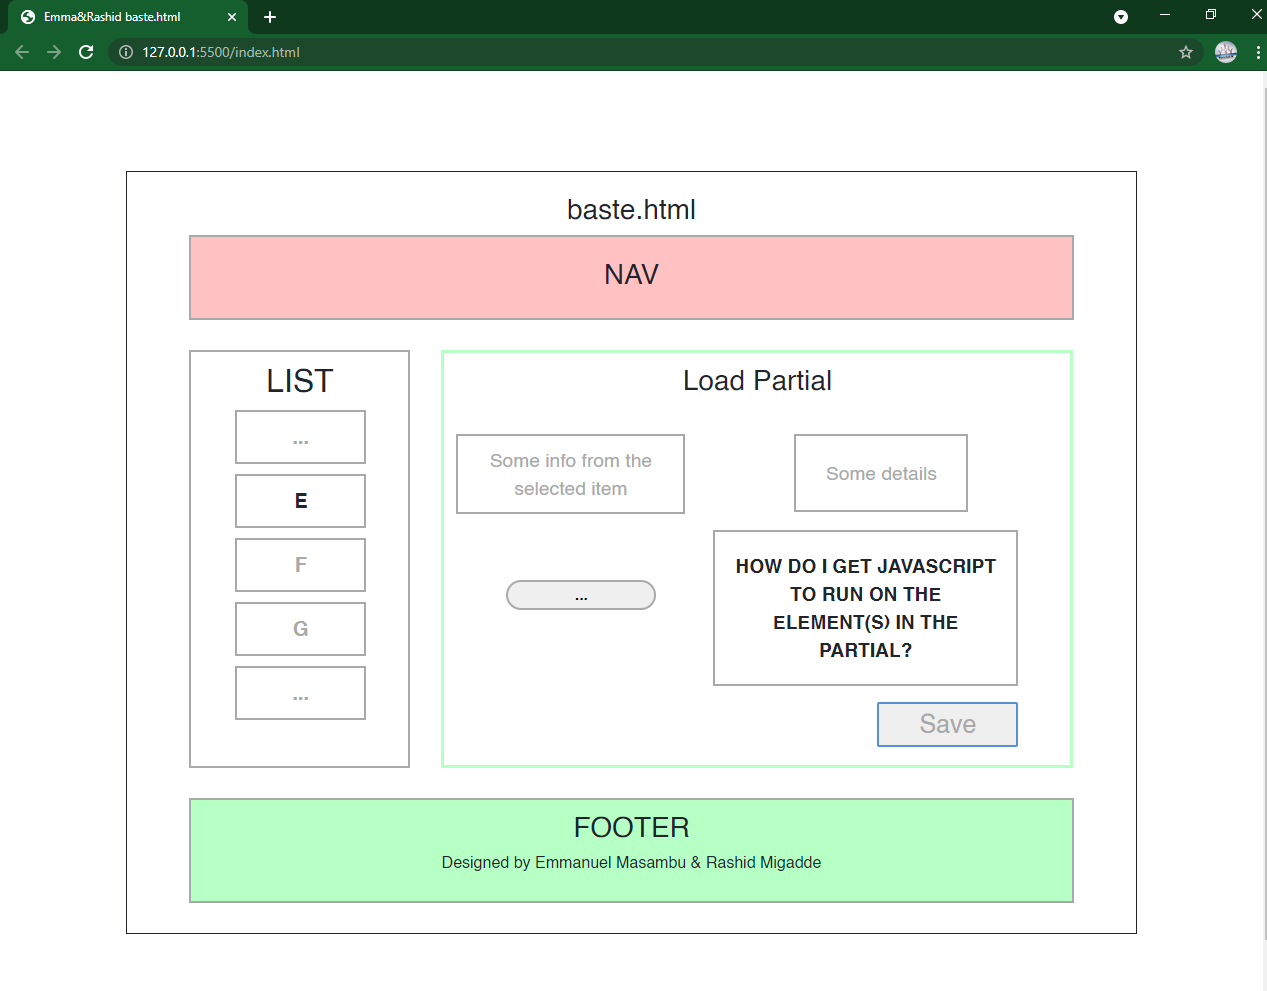 Emma&Rashid baste.html
127.0.0.1:5500/index.html
baste.html
NAV
LIST
...
E
F
G
...
Load Partial
Some info from the
selected item
Some details
...
HOW DO I GET JAVASCRIPT
TO RUN ON THE
ELEMENT(S) IN THE
PARTIAL?
Save
FOOTER
Designed by Emmanuel Masambu & Rashid Migadde